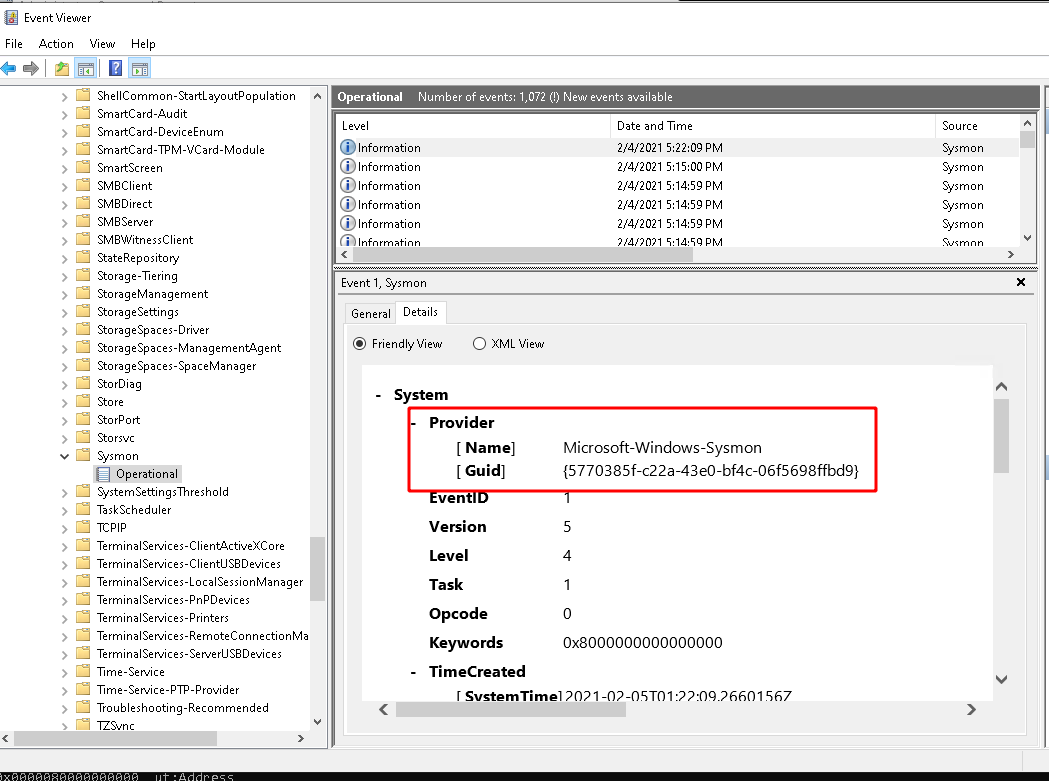 Event Viewer
File Action View Help
ShellCommon-StartLayoutPopulation
SmartCard-Audit
SmartCard-DeviceEnum
SmartCard-TPM-VCard-Module
SmartScreen
SMBClient
SMBDirect
SMBServer
SMBWitnessClient
StateRepository
Storage-Tiering
StorageManagement
StorageSettings
StorageSpaces-Driver
StorageSpaces-ManagementAgent
StorageSpaces-SpaceManager
StorDiag
Store
StorPort
Storsvc
Sysmon
Operational
SystemSettingsThreshold
TaskScheduler
TCPIP
TerminalServices-ClientActiveXCore
TerminalServices-ClientUSBDevices
TerminalServices-LocalSessionManager
TerminalServices-PnPDevices
TerminalServices-Printers
TerminalServices-RemoteConnectionMa
TerminalServices-ServerUSBDevices
Time-Service
Time-Service-PTP-Provider
Troubleshooting-Recommended
TZSync
Operational Number of events: 1,072 (!) New events available
Level Date and Time Source
Information 2/4/2021 5:22:09 PM Sysmon
Information 2/4/2021 5:15:00 PM Sysmon
Information 2/4/2021 5:14:59 PM Sysmon
Information 2/4/2021 5:14:59 PM Sysmon
Information 2/4/2021 5:14:59 PM Sysmon
Information 2/4/2021 5:14:59 PM Sysmon
Event 1, Sysmon
General Details
Friendly View XML View
- System
- Provider
[ Name] Microsoft-Windows-Sysmon
[ Guid] {5770385f-c22a-43e0-bf4c-06f5698ffbd9}
EventID 1
Version 5
Level 4
Task 1
Opcode 0
Keywords 0x8000000000000000
- TimeCreated
[ SystemTime] 2021-02-05T01:22:09.2660156Z
0x0000080000000000 ut:Address